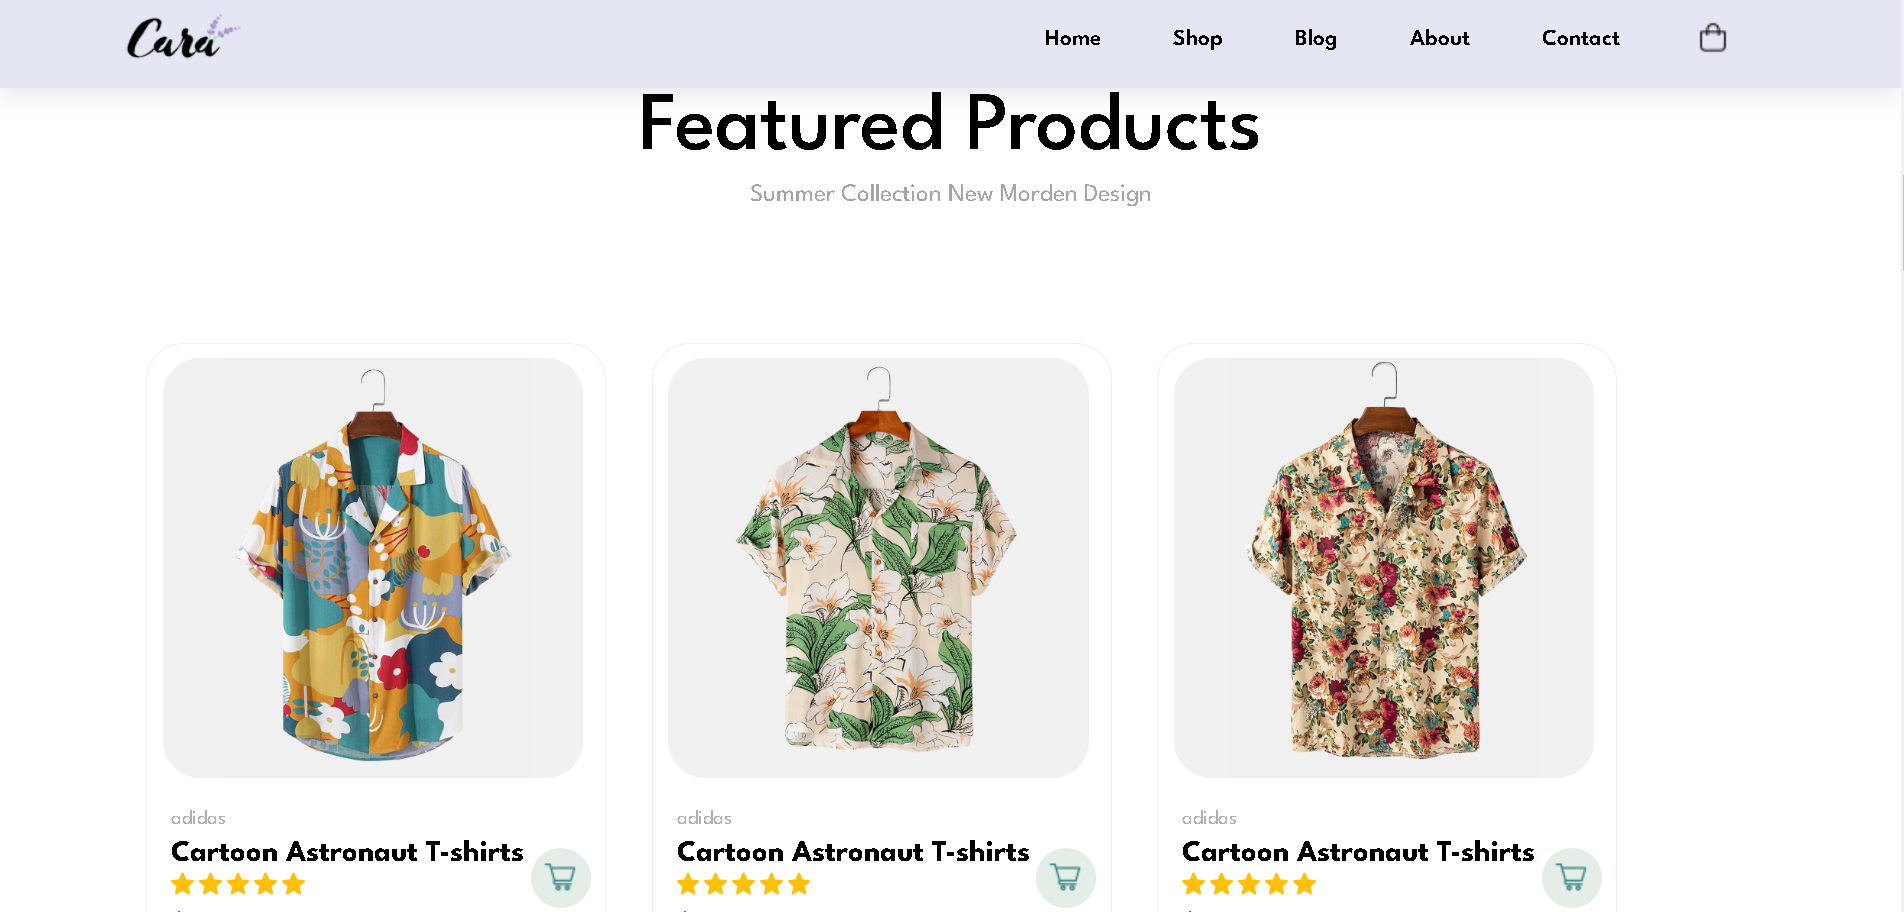 Cara
Home Shop Blog About Contact
Featured Products
Summer Collection New Morden Design
adidas
Cartoon Astronaut T-shirts
adidas
Cartoon Astronaut T-shirts
adidas
Cartoon Astronaut T-shirts